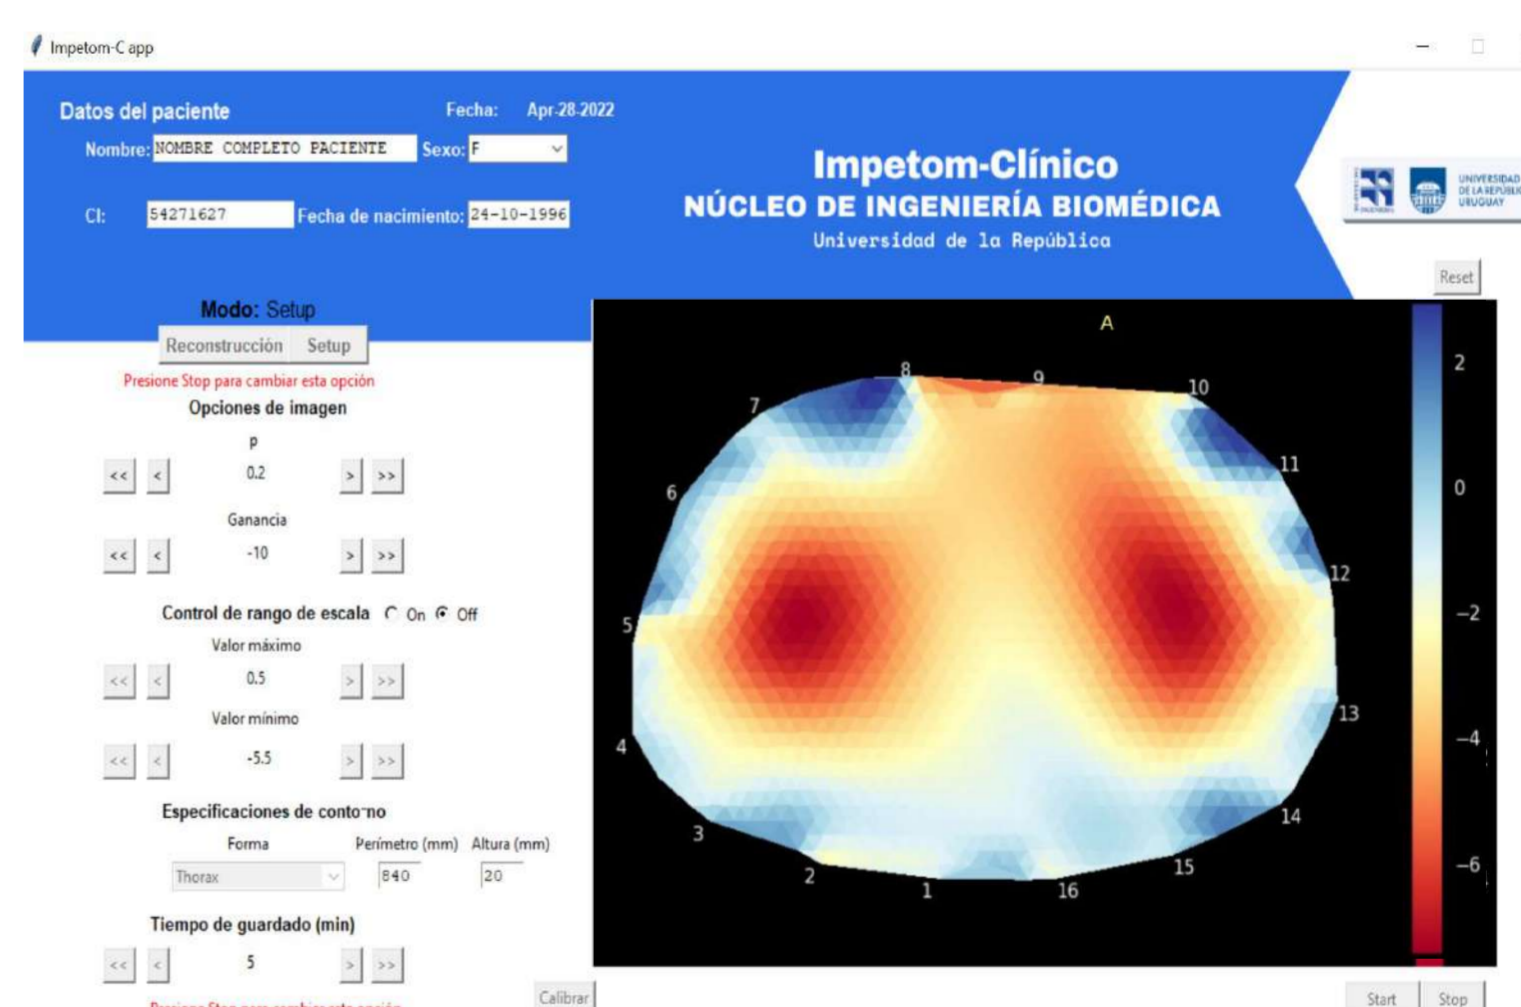 Impetom-C app
Datos del paciente Fecha: Apr-28-2022
Nombre: NOMBRE COMPLETO PACIENTE Sexo: F
CI: 54271627 Fecha de nacimiento: 24-10-1996
Impetom-Clínico
NÚCLEO DE INGENIERÍA BIOMÉDICA
Universidad de la República
UNIVERSIDAD
DE LA REPÚBLIC
URUGUAY
Reset
Modo: Setup
Reconstrucción Setup
Presione Stop para cambiar esta opción
Opciones de imagen
p
<< < 0.2 > >>
Ganancia
<< < -10 > >>
Control de rango de escala On Off
Valor máximo
<< < 0.5 > >>
Valor mínimo
<< < -5.5 > >>
Especificaciones de contorno
Forma Perímetro (mm) Altura (mm)
Thorax 840 20
Tiempo de guardado (min)
<< < 5 > >>
Presione Stop para cambiar esta opción
Calibrar
A
8
9
10
7
11
6
12
5
13
4
14
3
15
2
1
16
2
0
−2
−4
−6
Start Stop